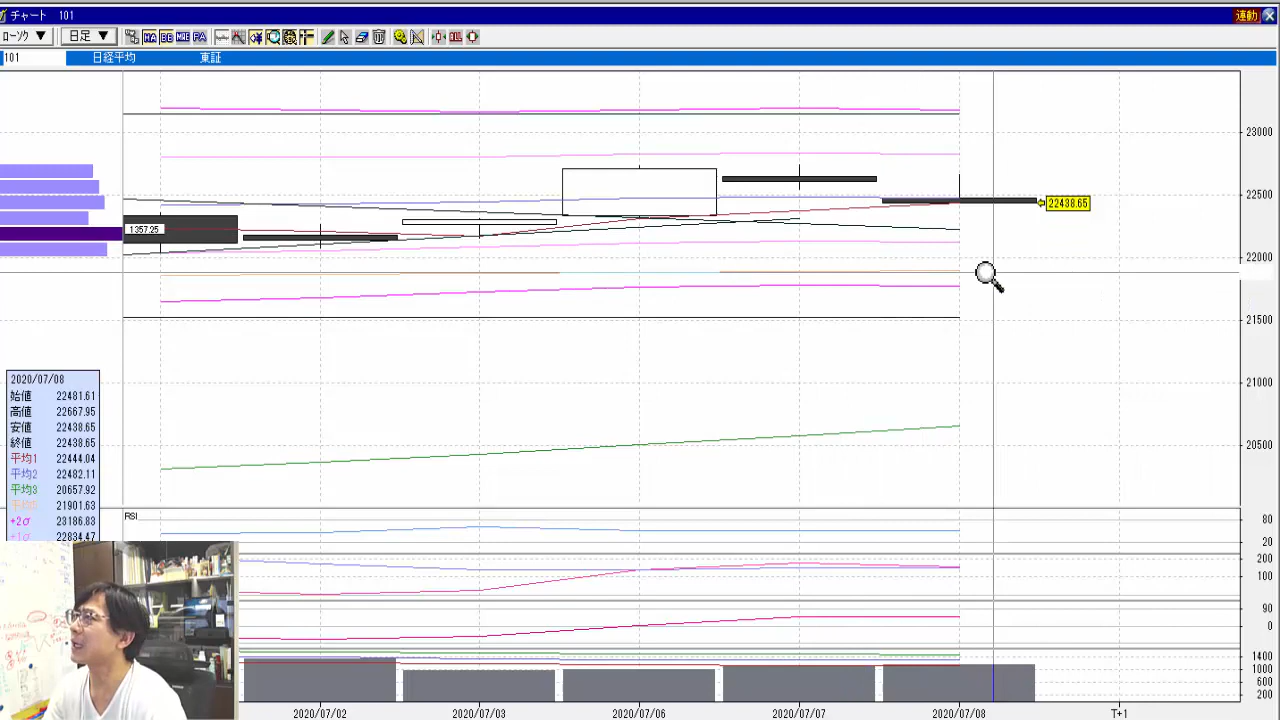 チャート 101
連動
ローソク ▼ 日足 ▼
MA BB MDE PA
101 日経平均 東証
23000
22500
22438.65
1357.25
22000
21500
21000
20500
2020/07/08
始値 22481.61
高値 22667.95
安値 22438.65
終値 22438.65
平均1 22444.04
平均2 22482.11
平均3 20657.92
21901.63
+2σ 23186.83
+1σ 22834.47
RSI
80
20
200
100
90
0
1400
1000
600
200
2020/07/02 2020/07/03 2020/07/06 2020/07/07 2020/07/08 T+1